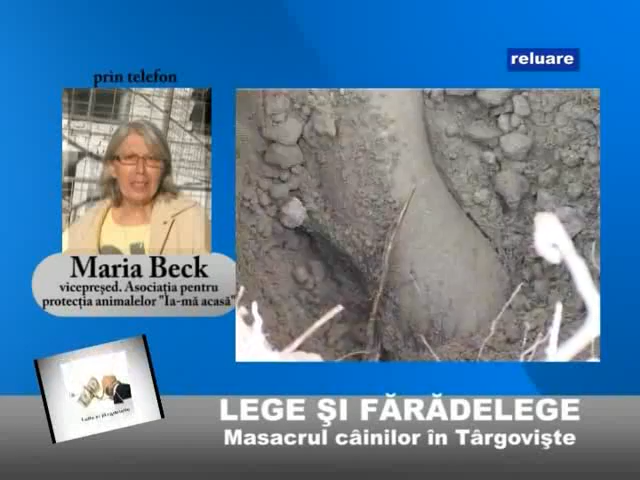 prin telefon
reluare
Maria Beck
vicepreşed. Asociaţia pentru
protecţia animalelor "Ia-mă acasă"
LEGE ŞI FĂRĂDELEGE
Masacrul câinilor în Târgovişte